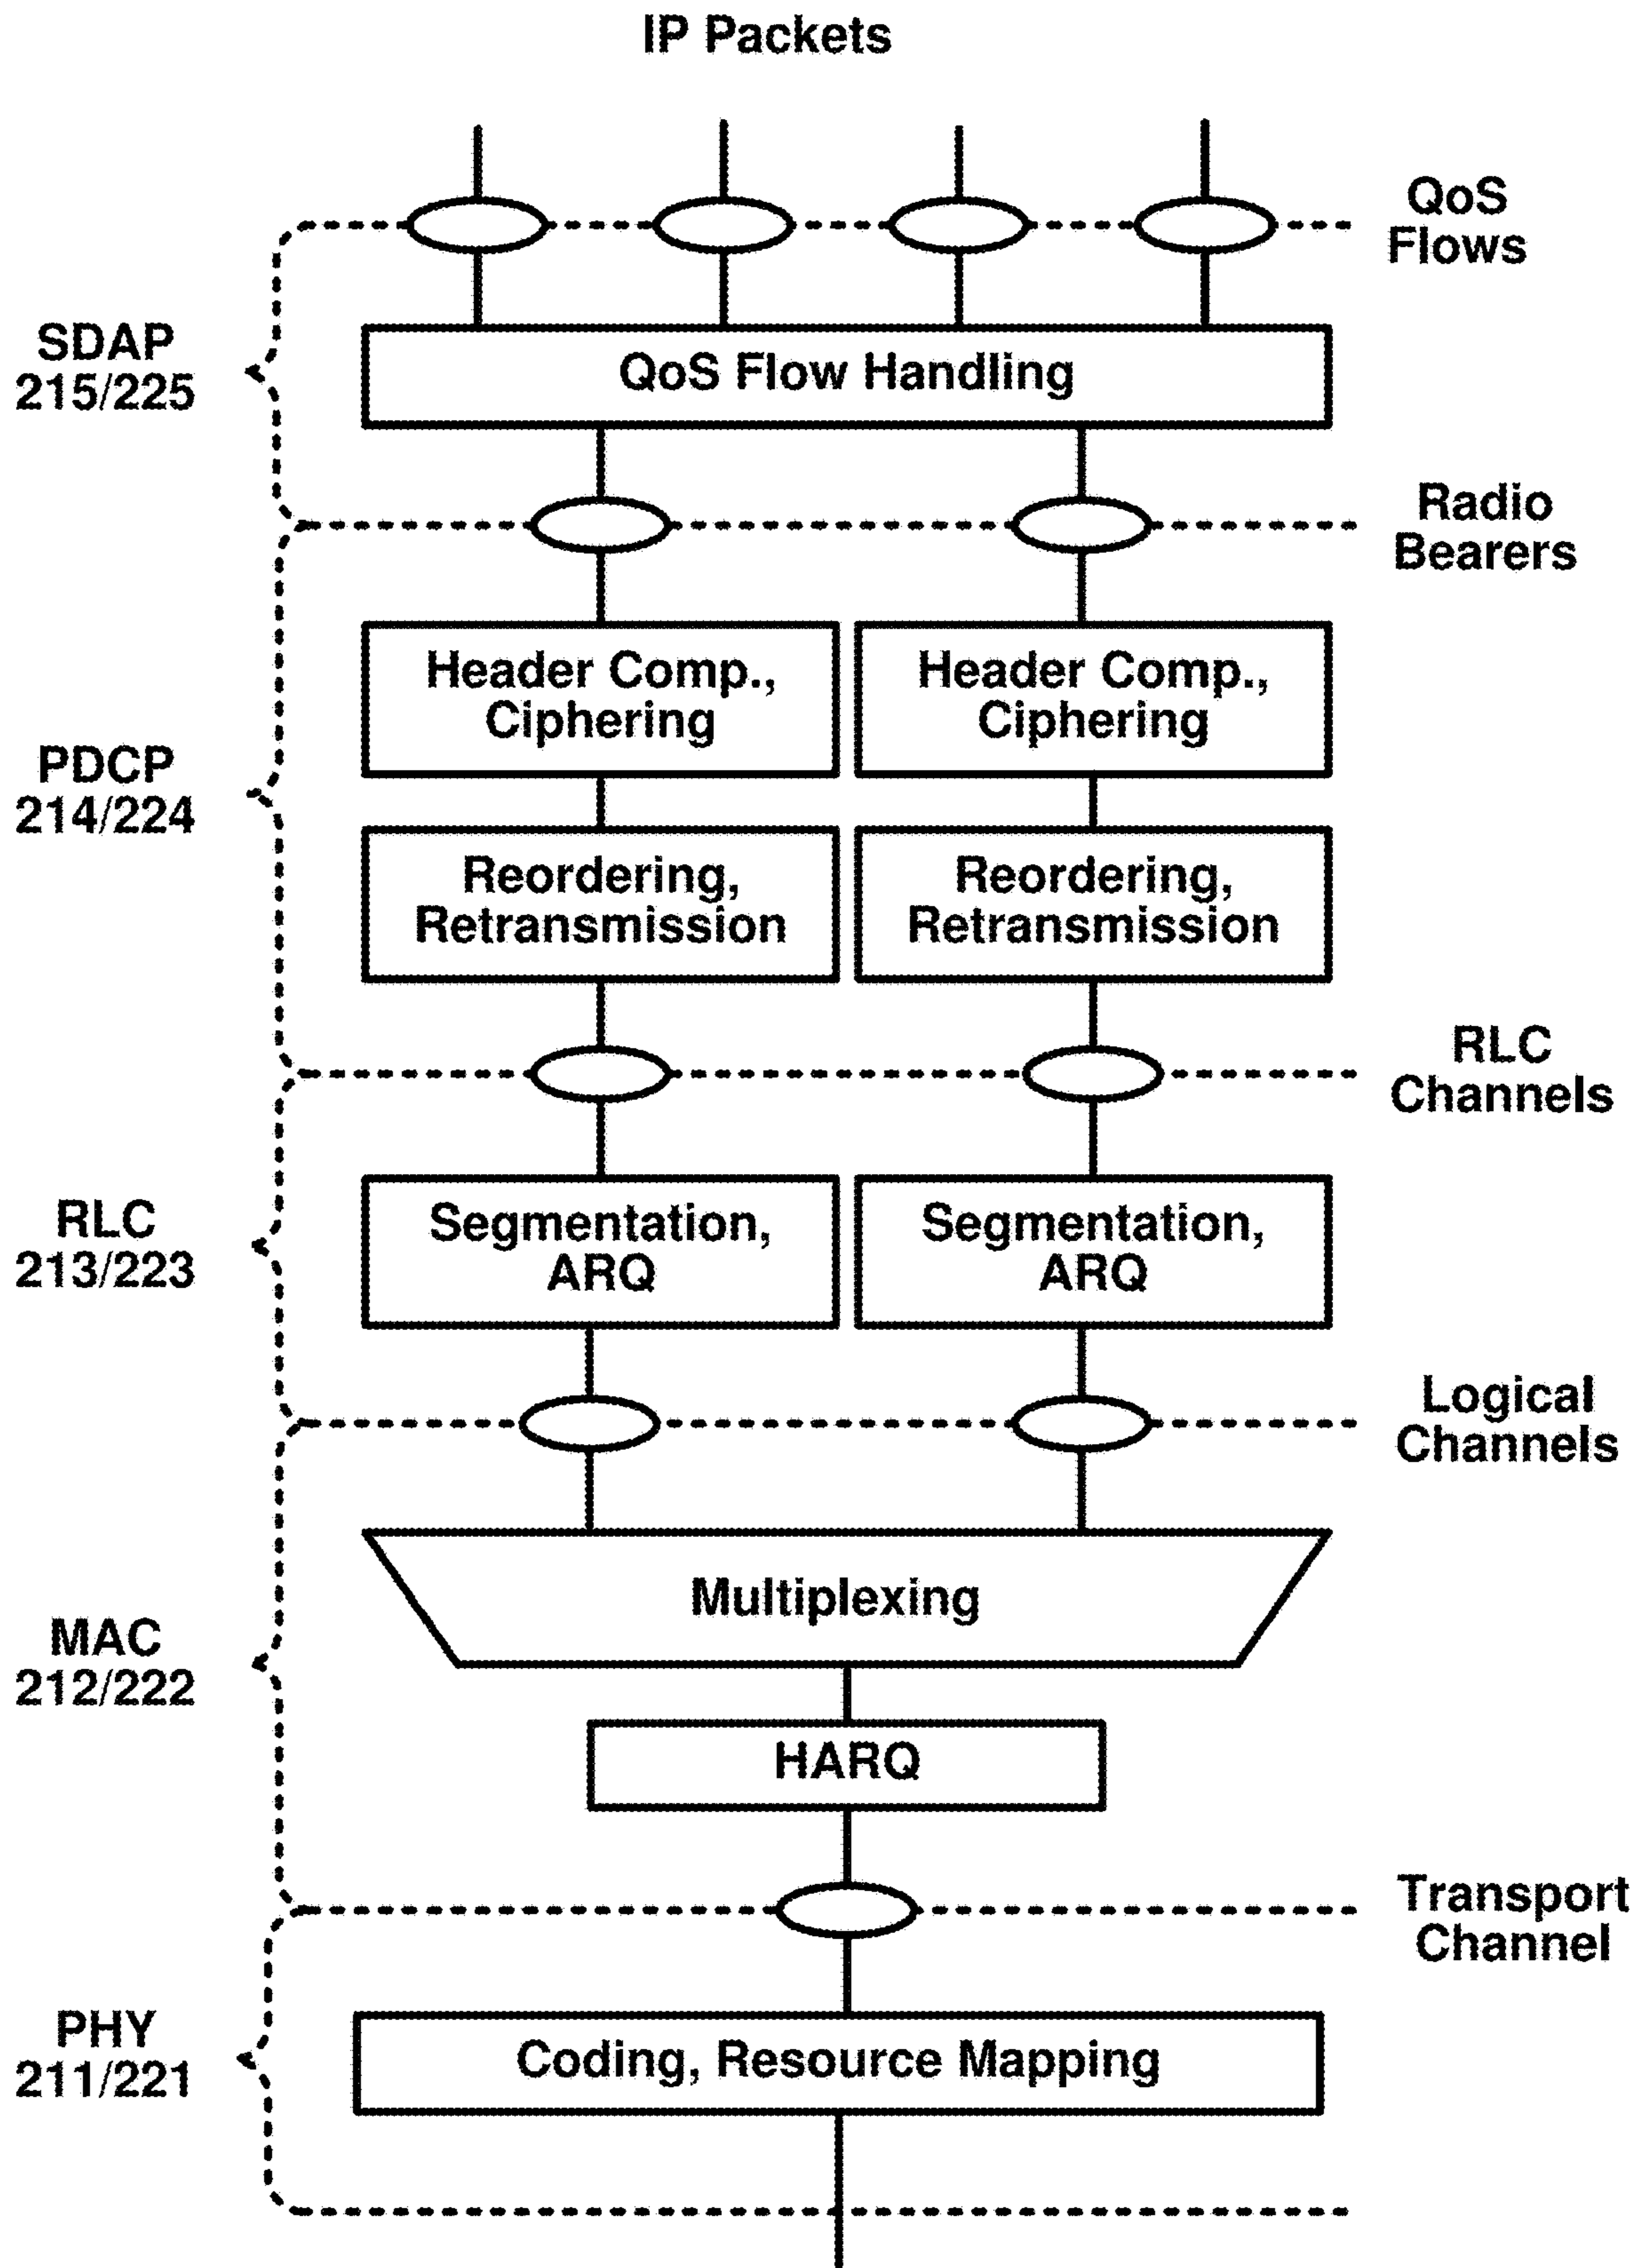 IP Packets
QoS
Flows
SDAP
215/225
QoS Flow Handling
Radio
Bearers
Header Comp.,
Ciphering
Header Comp.,
Ciphering
PDCP
214/224
Reordering,
Retransmission
Reordering,
Retransmission
RLC
Channels
RLC
213/223
Segmentation,
ARQ
Segmentation,
ARQ
Logical
Channels
Multiplexing
MAC
212/222
HARQ
Transport
Channel
PHY
211/221
Coding, Resource Mapping